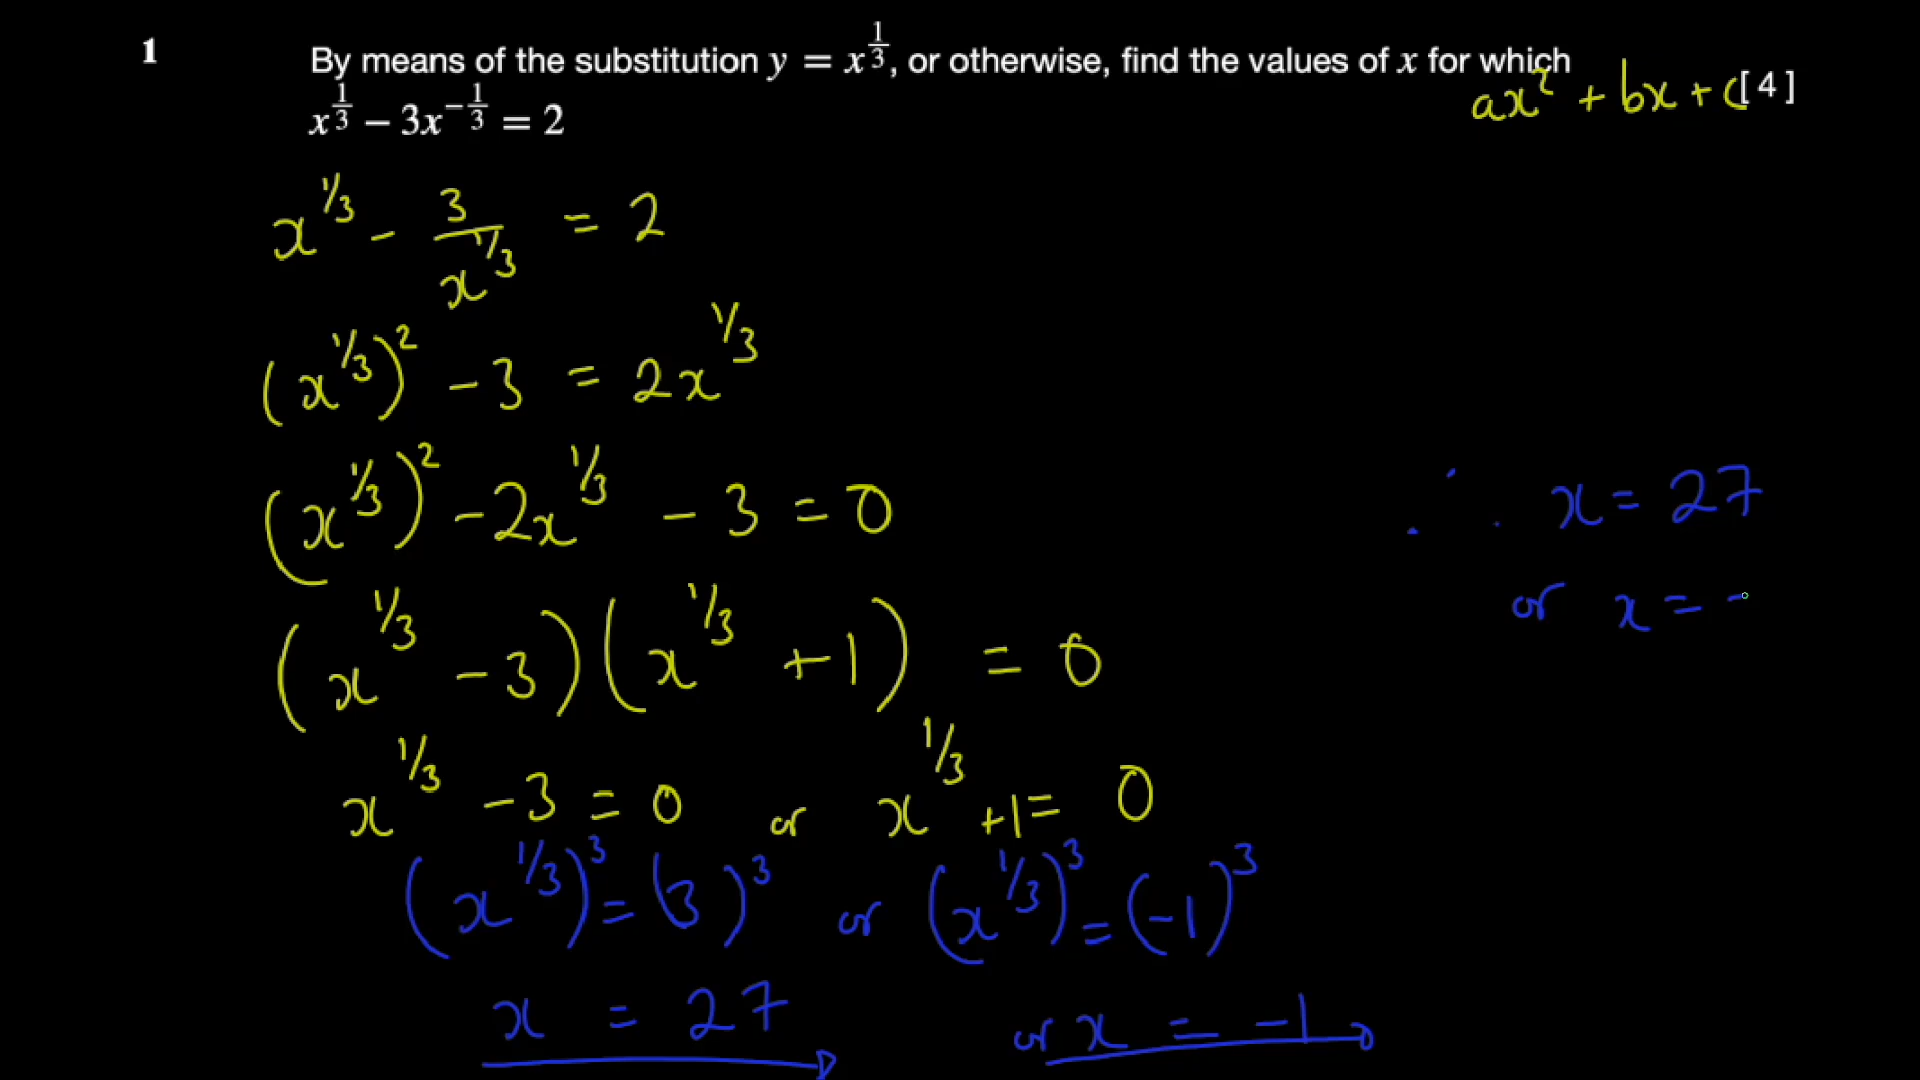 1 By means of the substitution y = x^{1/3}, or otherwise, find the values of x for which
x^{1/3} − 3x^{−1/3} = 2 [4]
ax² + bx + c
x^{1/3} − 3/x^{1/3} = 2
(x^{1/3})² − 3 = 2x^{1/3}
(x^{1/3})² − 2x^{1/3} − 3 = 0
∴ x = 27
or x = −
(x^{1/3} − 3)(x^{1/3} + 1) = 0
x^{1/3} − 3 = 0 or x^{1/3} + 1 = 0
(x^{1/3})³ = (3)³ or (x^{1/3})³ = (−1)³
x = 27 or x = −1